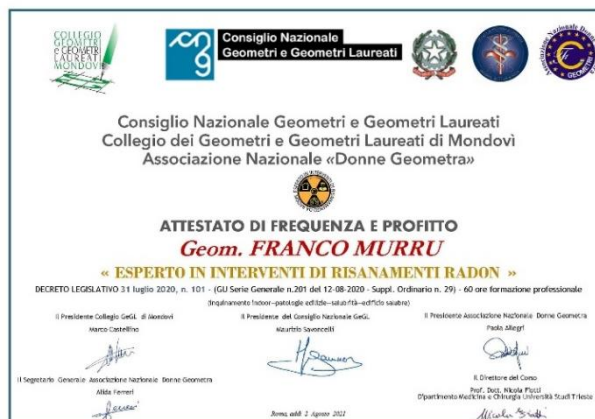 COLLEGIO
GEOMETRI
e GEOMETRI
LAUREATI
MONDOVÌ
cng
Consiglio Nazionale
Geometri e Geometri Laureati
GEOMETRI
Consiglio Nazionale Geometri e Geometri Laureati
Collegio dei Geometri e Geometri Laureati di Mondovì
Associazione Nazionale «Donne Geometra»
ATTESTATO DI FREQUENZA E PROFITTO
Geom. FRANCO MURRU
« ESPERTO IN INTERVENTI DI RISANAMENTI RADON »
DECRETO LEGISLATIVO 31 luglio 2020, n. 101 - (GU Serie Generale n.201 del 12-08-2020 - Suppl. Ordinario n. 29) - 60 ore formazione professionale
(Inquinamento indoor-patologie edilizie-salubrità-edificio salubre)
Il Presidente Collegio GeGL di Mondovì
Marco Castellino
Il Presidente del Consiglio Nazionale GeGL
Maurizio Savoncelli
Il Presidente Associazione Nazionale Donne Geometra
Paola Allegri
Il Segretario Generale Associazione Nazionale Donne Geometra
Alida Ferreri
Il Direttore del Corso
Prof. Dott. Nicola Fiotti
Dipartimento Medicina e Chirurgia Università Studi Trieste
Roma, addì 2 Agosto 2021